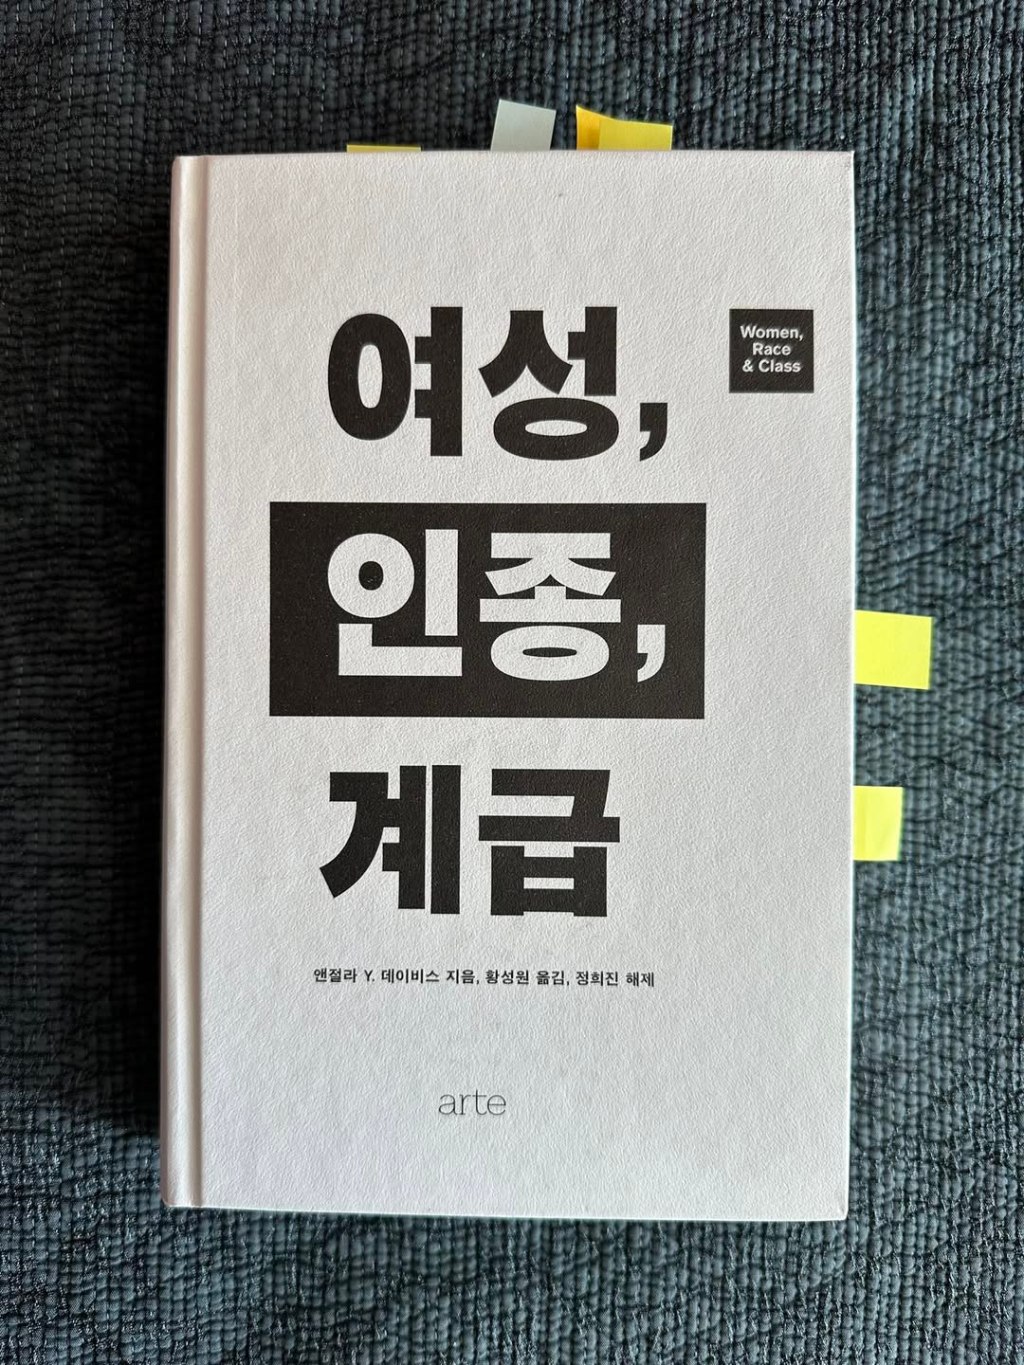 여성,
Women,
Race
& Class
인종,
계급
앤절라 Y. 데이비스 지음, 황성원 옮김, 정희진 해제
arte